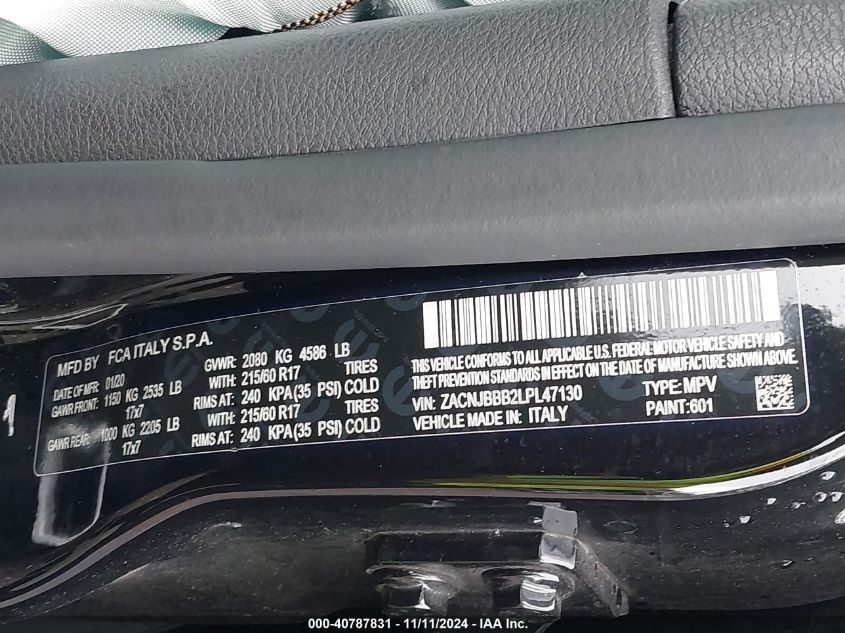 MFD BY FCA ITALY S.P.A.
DATE OF MFR: 01/20 GVWR: 2080 KG 4586 LB
GAWR FRONT: 1150 KG 2535 LB WITH: 215/60 R17 TIRES
17x7 RIMS AT: 240 KPA (35 PSI) COLD
GAWR REAR: 1000 KG 2205 LB WITH: 215/60 R17 TIRES
17x7 RIMS AT: 240 KPA (35 PSI) COLD
THIS VEHICLE CONFORMS TO ALL APPLICABLE U.S. FEDERAL MOTOR VEHICLE SAFETY AND
THEFT PREVENTION STANDARDS IN EFFECT ON THE DATE OF MANUFACTURE SHOWN ABOVE.
VIN: ZACNJBBB2LPL47130 TYPE:MPV
VEHICLE MADE IN: ITALY PAINT:601
000-40787831 - 11/11/2024 - IAA Inc.